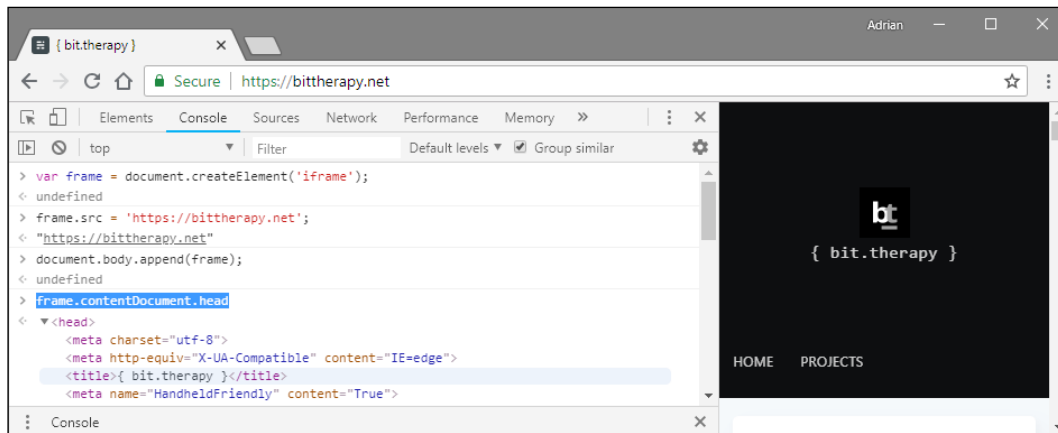 Adrian
{ bit.therapy }
Secure https://bittherapy.net
Elements Console Sources Network Performance Memory »
top Filter Default levels Group similar
> var frame = document.createElement('iframe');
undefined
> frame.src = 'https://bittherapy.net';
"https://bittherapy.net"
> document.body.append(frame);
undefined
> frame.contentDocument.head
<head>
<meta charset="utf-8">
<meta http-equiv="X-UA-Compatible" content="IE=edge">
<title>{ bit.therapy }</title>
<meta name="HandheldFriendly" content="True">
Console
bt
{ bit.therapy }
HOME PROJECTS